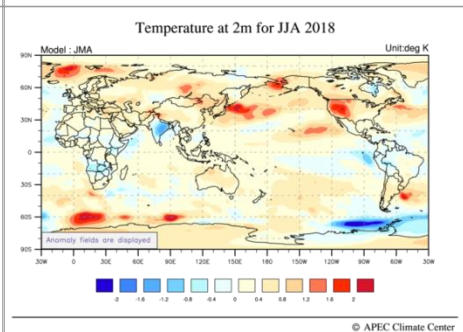 Temperature at 2m for JJA 2018
Model : JMA
Unit:deg K
90N
60N
30N
0
30S
60S
90S
Anomaly fields are displayed
30W 0 30E 60E 90E 120E 150E 180 150W 120W 90W 60W 30W
-2 -1.6 -1.2 -0.8 -0.4 0 0.4 0.8 1.2 1.6 2
© APEC Climate Center